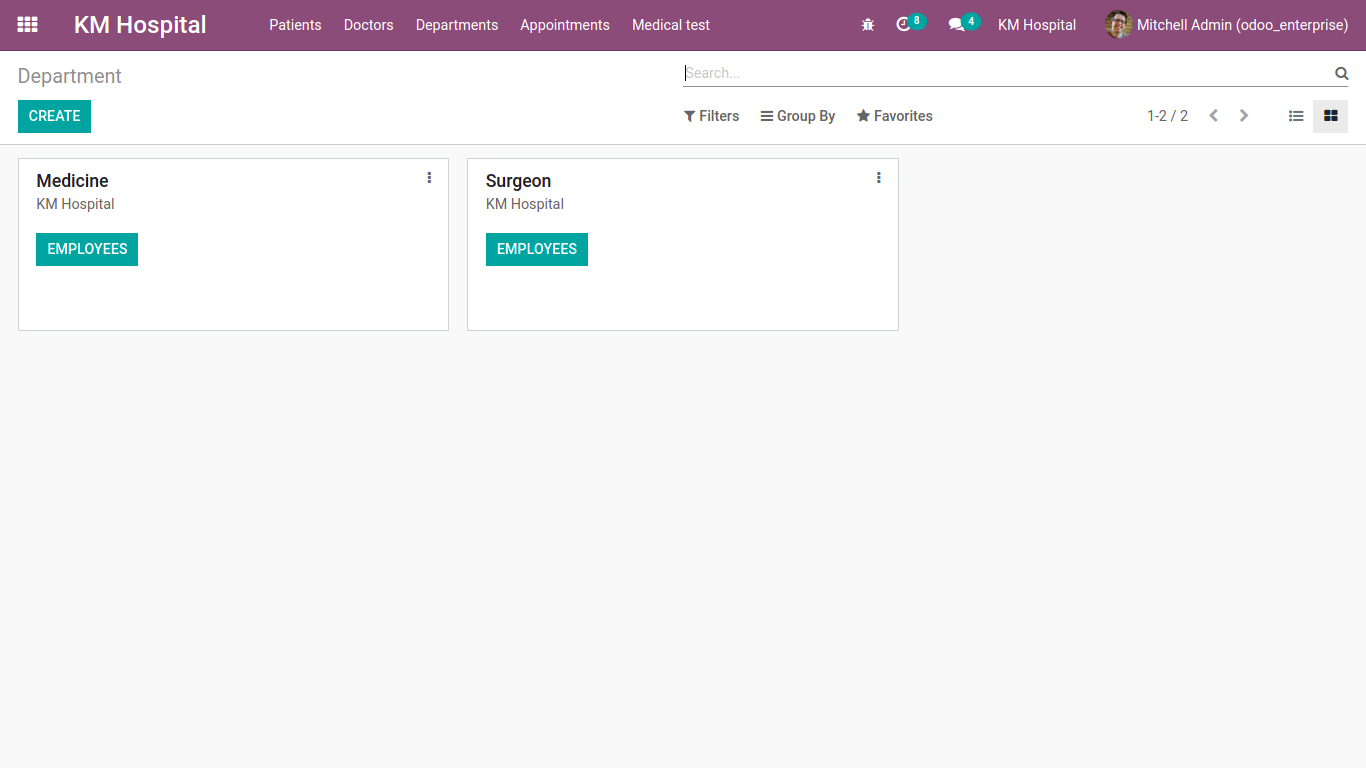 KM Hospital Patients Doctors Departments Appointments Medical test 8 4 KM Hospital Mitchell Admin (odoo_enterprise)
Department Search...
CREATE Filters Group By Favorites 1-2 / 2
Medicine Surgeon
KM Hospital KM Hospital
EMPLOYEES EMPLOYEES